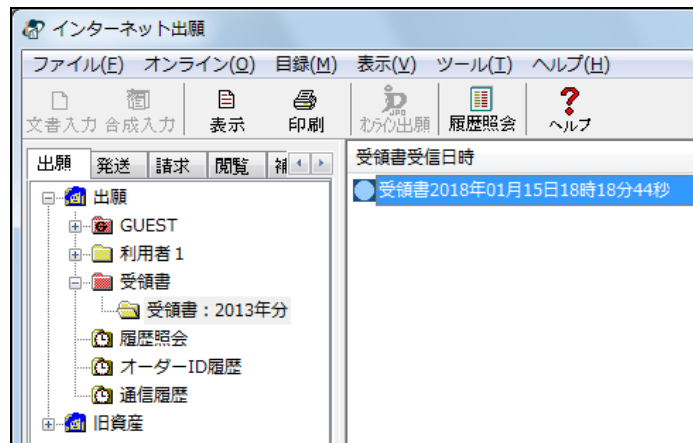 インターネット出願
ファイル(F) オンライン(O) 目録(M) 表示(V) ツール(T) ヘルプ(H)
文書入力 合成入力 表示 印刷 オンライン出願 履歴照会 ヘルプ
出願 発送 請求 閲覧
受領書受信日時
受領書2018年01月15日18時18分44秒
出願
GUEST
利用者1
受領書
受領書:2013年分
履歴照会
オーダーID履歴
通信履歴
旧資産